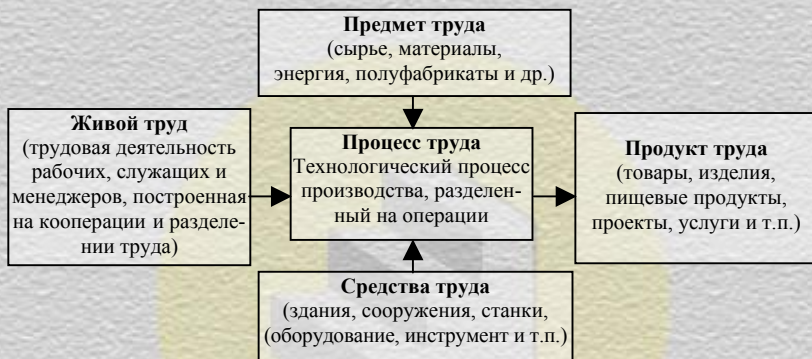 Предмет труда
(сырье, материалы,
энергия, полуфабрикаты и др.)
Живой труд
(трудовая деятельность
рабочих, служащих и
менеджеров, построенная
на кооперации и разделе-
нии труда)
Процесс труда
Технологический процесс
производства, разделен-
ный на операции
Продукт труда
(товары, изделия,
пищевые продукты,
проекты, услуги и т.п.)
Средства труда
(здания, сооружения, станки,
(оборудование, инструмент и т.п.)